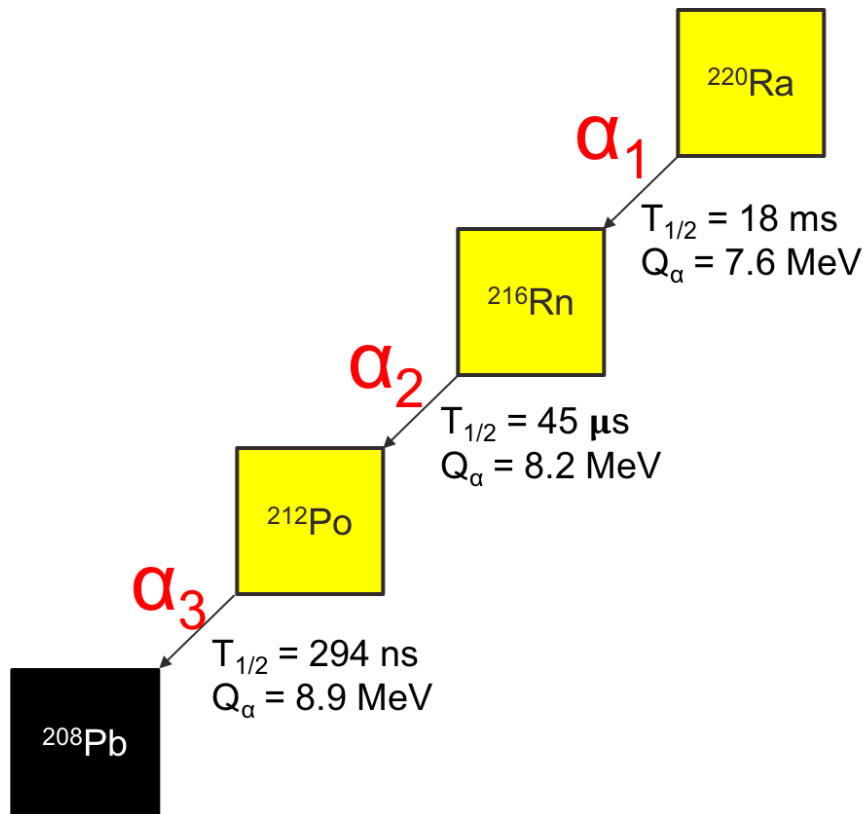 ²²⁰Ra
α₁
T₁/₂ = 18 ms
Qα = 7.6 MeV
²¹⁶Rn
α₂
T₁/₂ = 45 μs
Qα = 8.2 MeV
²¹²Po
α₃
T₁/₂ = 294 ns
Qα = 8.9 MeV
²⁰⁸Pb